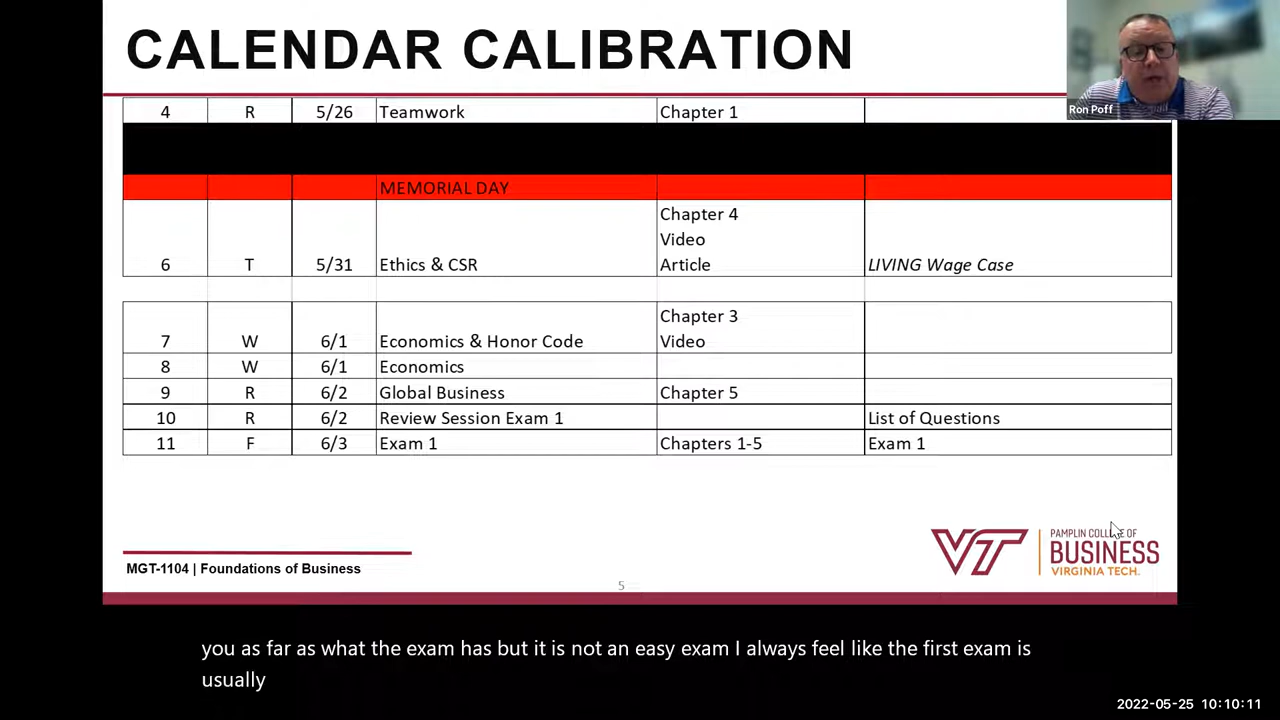 CALENDAR CALIBRATION
Ron Poff
4 R 5/26 Teamwork Chapter 1
MEMORIAL DAY
Chapter 4
Video
6 T 5/31 Ethics & CSR Article LIVING Wage Case
Chapter 3
7 W 6/1 Economics & Honor Code Video
8 W 6/1 Economics
9 R 6/2 Global Business Chapter 5
10 R 6/2 Review Session Exam 1 List of Questions
11 F 6/3 Exam 1 Chapters 1-5 Exam 1
VT
PAMPLIN COLLEGE OF
BUSINESS
VIRGINIA TECH.
MGT-1104 | Foundations of Business
5
you as far as what the exam has but it is not an easy exam I always feel like the first exam is
usually
2022-05-25 10:10:11